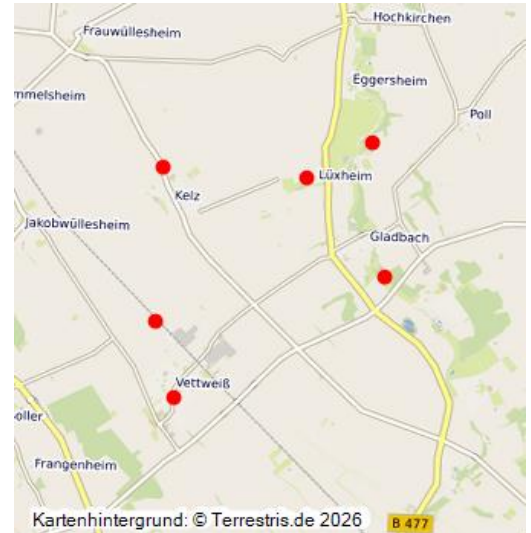 Hochkirchen
Frauwüllesheim
Eggersheim
mmelsheim
Poll
Lüxheim
Kelz
Jakobwüllesheim
Gladbach
Vettweiß
oller
Frangenheim
Kartenhintergrund: © Terrestris.de 2026
B 477